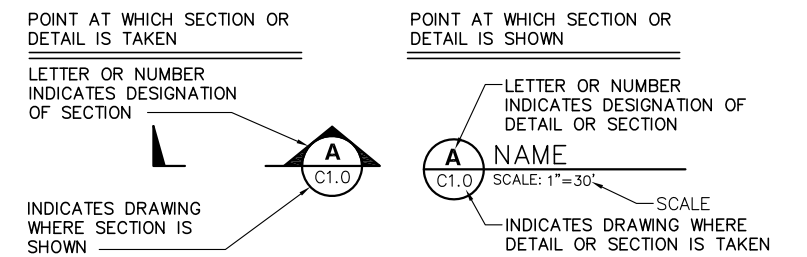 POINT AT WHICH SECTION OR
DETAIL IS TAKEN
LETTER OR NUMBER
INDICATES DESIGNATION
OF SECTION
A
C1.0
INDICATES DRAWING
WHERE SECTION IS
SHOWN
POINT AT WHICH SECTION OR
DETAIL IS SHOWN
LETTER OR NUMBER
INDICATES DESIGNATION OF
DETAIL OR SECTION
A
NAME
C1.0
SCALE: 1"=30'
SCALE
INDICATES DRAWING WHERE
DETAIL OR SECTION IS TAKEN